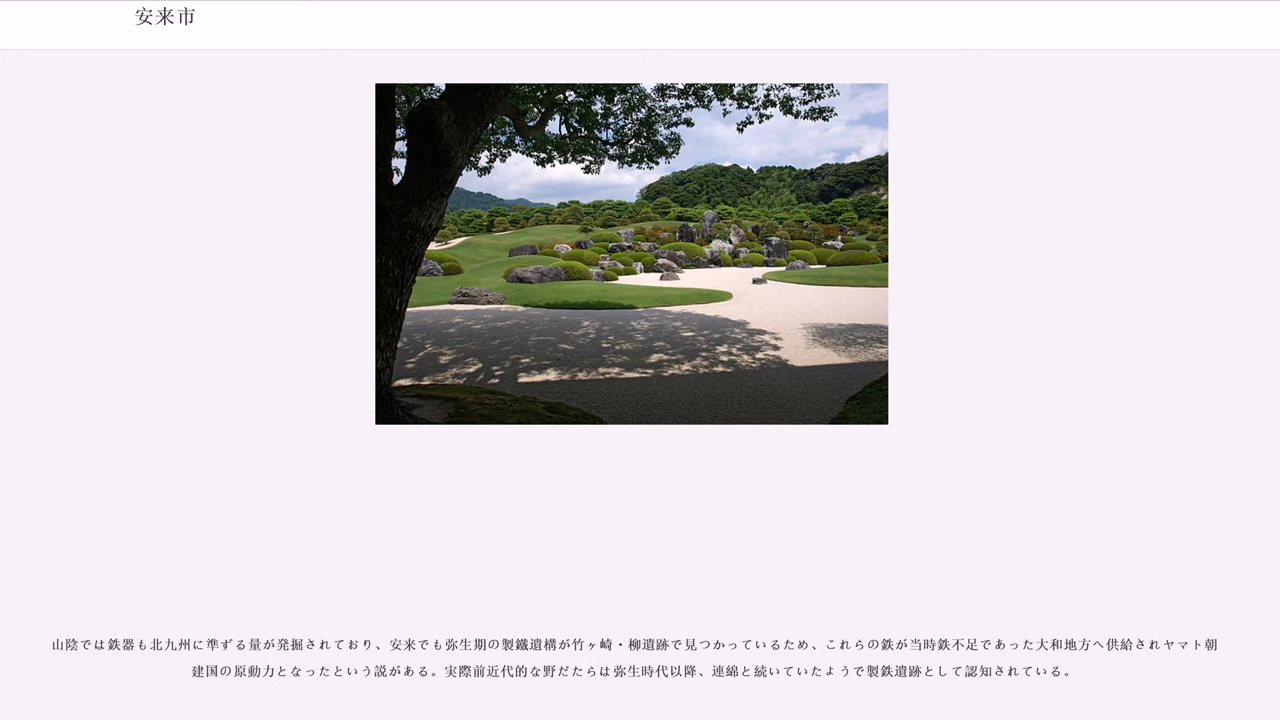 安来市
山陰では鉄器も北九州に準ずる量が発掘されており、安来でも弥生期の製鐵遺構が竹ヶ崎・柳遺跡で見つかっているため、これらの鉄が当時鉄不足であった大和地方へ供給されヤマト朝
建国の原動力となったという説がある。実際前近代的な野だたらは弥生時代以降、連綿と続いていたようで製鉄遺跡として認知されている。